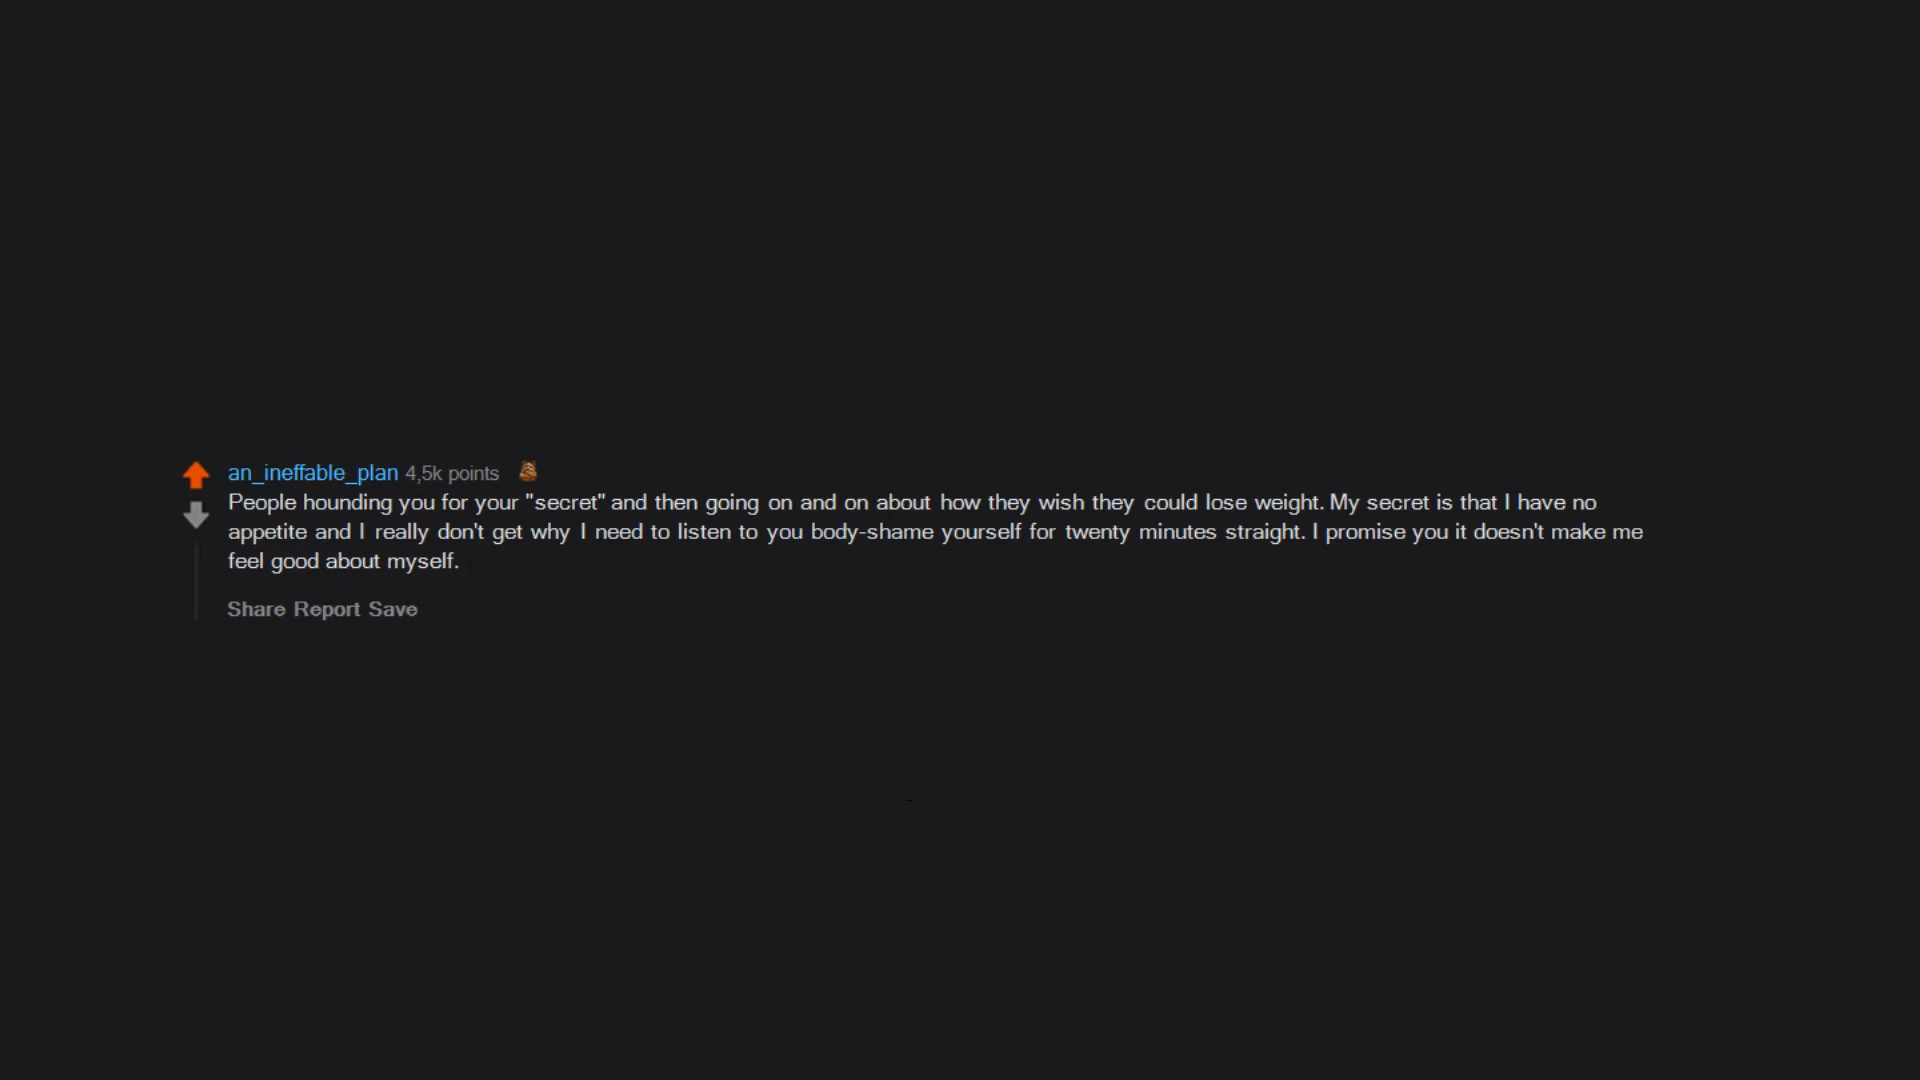 an_ineffable_plan 4,5k points
People hounding you for your "secret" and then going on and on about how they wish they could lose weight. My secret is that I have no
appetite and I really don't get why I need to listen to you body-shame yourself for twenty minutes straight. I promise you it doesn't make me
feel good about myself.
Share Report Save